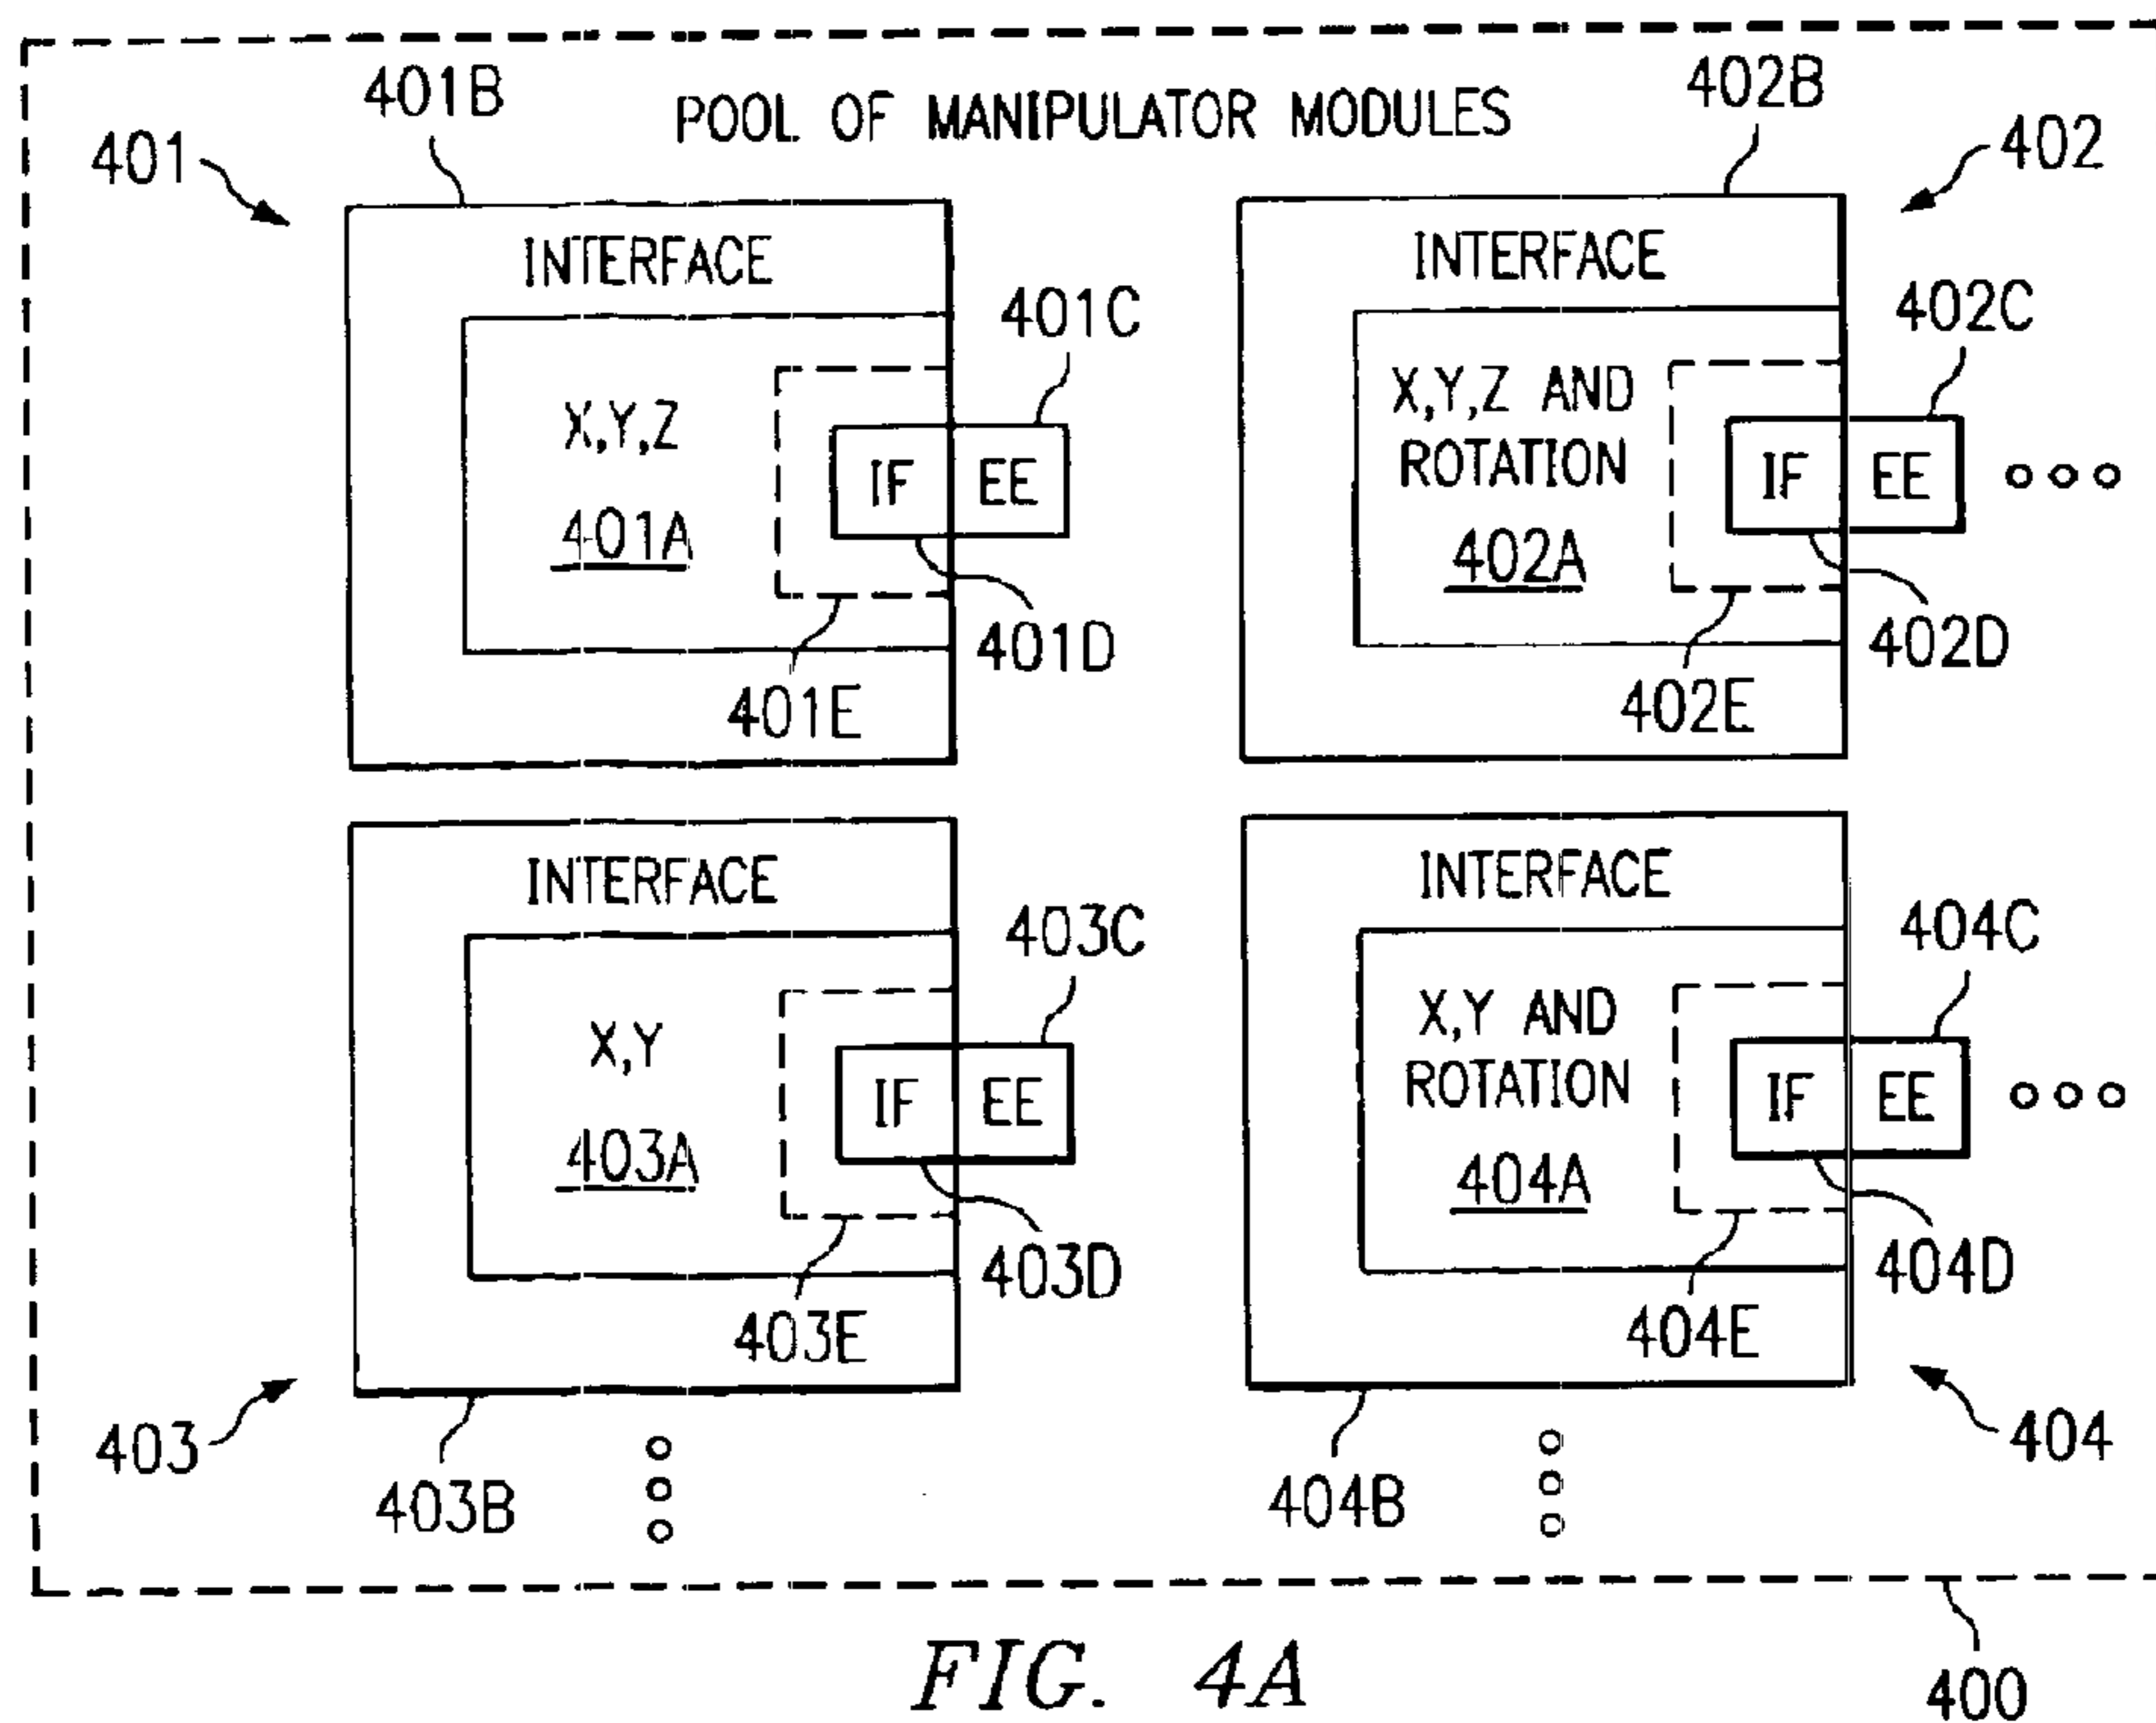 401B
402B
POOL OF MANIPULATOR MODULES
401
402
INTERFACE
INTERFACE
401C
402C
X,Y,Z
X,Y,Z AND
ROTATION
IF
EE
IF
EE
401A
402A
401D
402D
401E
402E
INTERFACE
INTERFACE
403C
404C
X,Y
X,Y AND
ROTATION
IF
EE
IF
EE
403A
404A
403D
404D
403E
404E
403
404
403B
404B
FIG. 4A
400